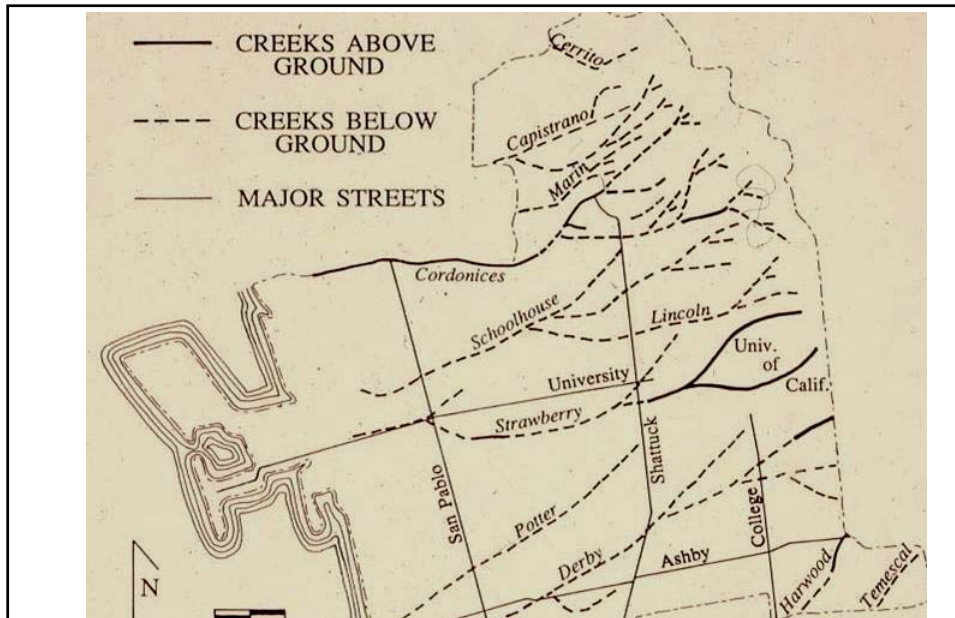 CREEKS ABOVE
GROUND
CREEKS BELOW
GROUND
MAJOR STREETS
Cerrito
Capistrano
Marin
Cordonices
Schoolhouse
Lincoln
Univ.
of
Calif.
University
Strawberry
Shattuck
San Pablo
Potter
College
Derby
Ashby
Harwood
Temescal
N